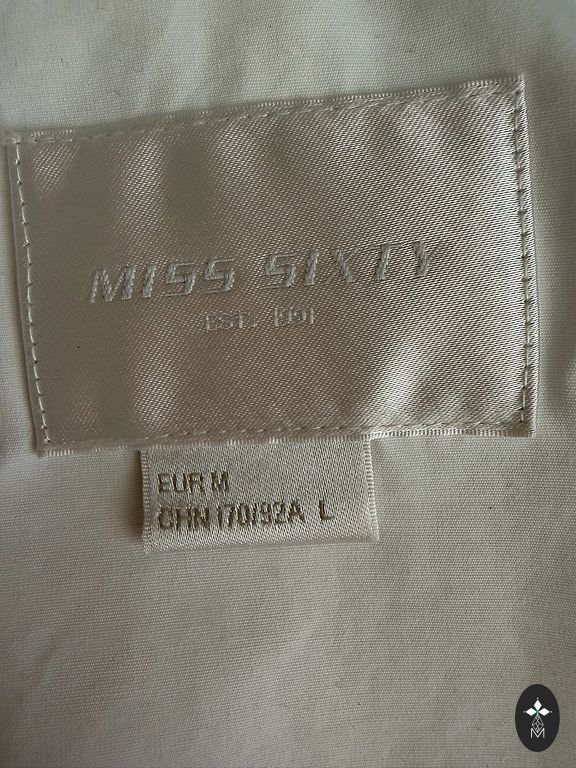 MISS SIXTY
EST. 1991
EUR M
CHN 170/92A L
M